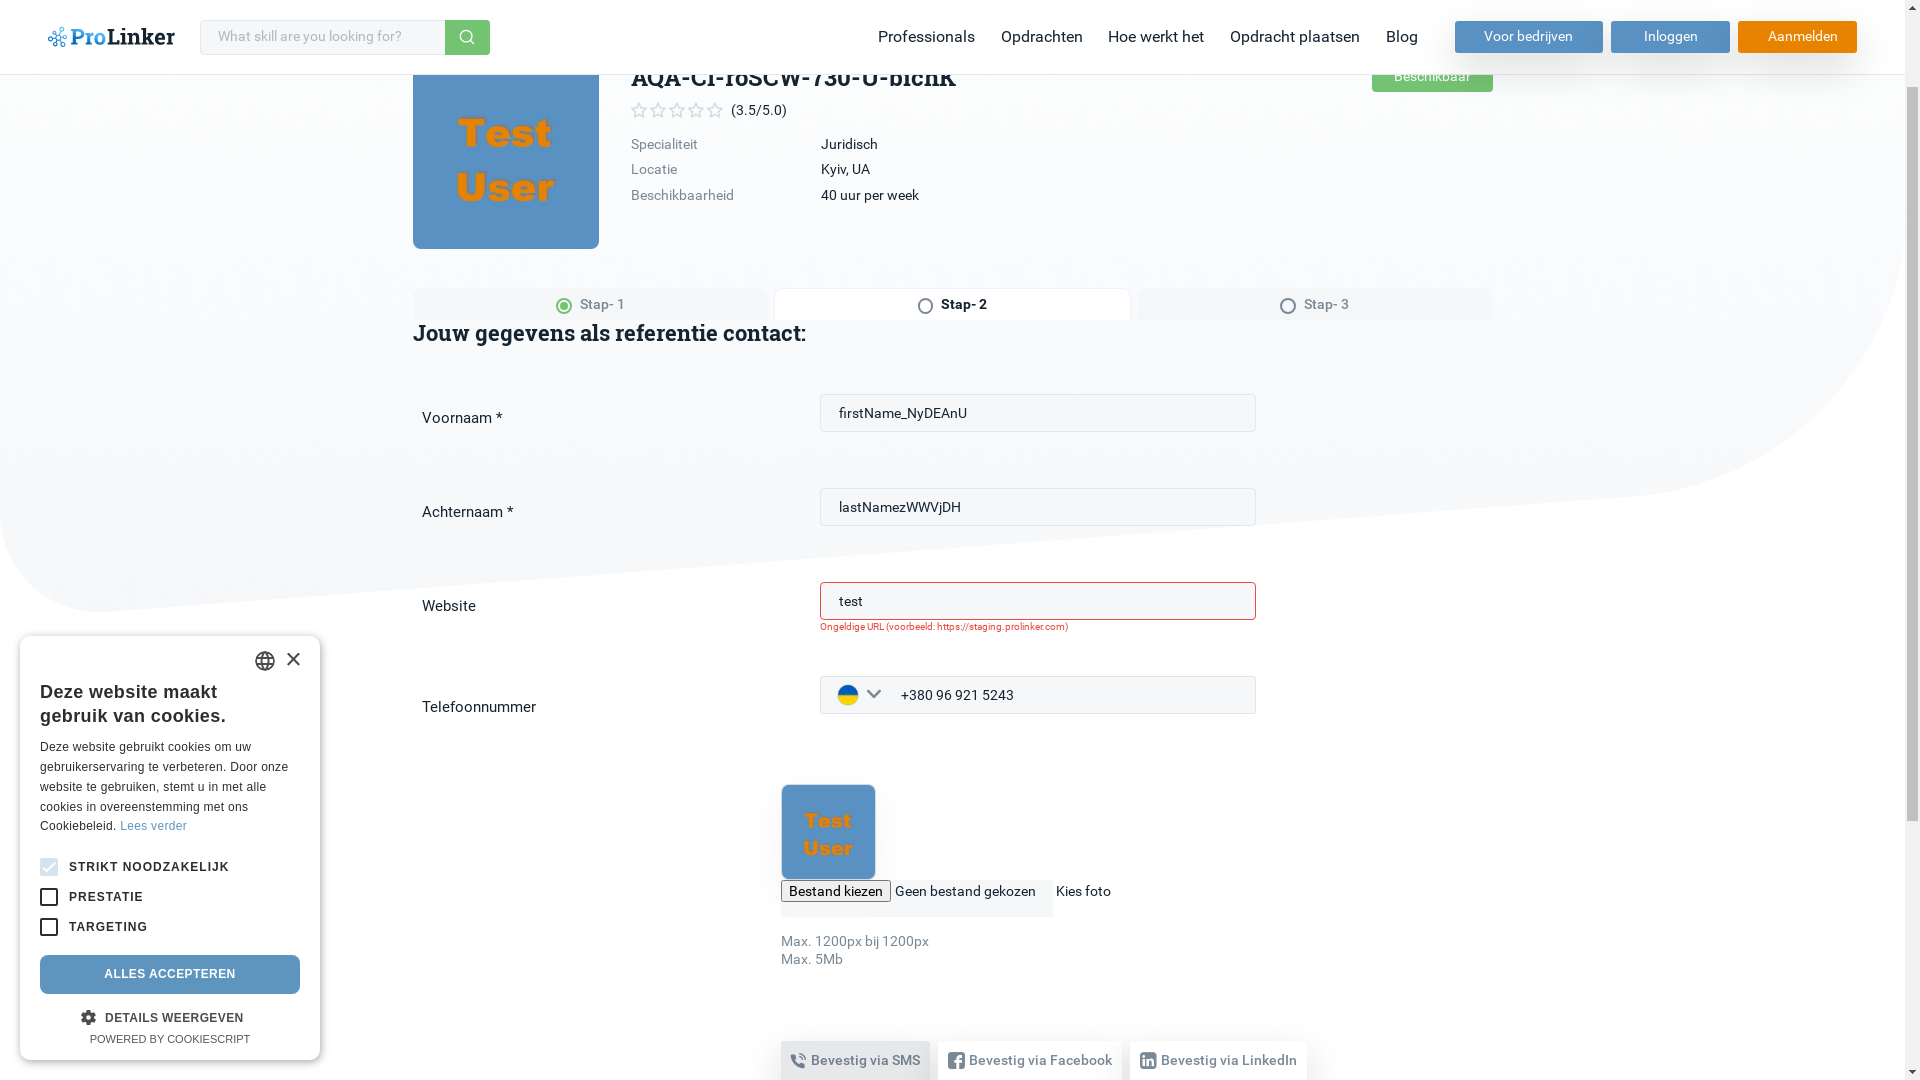 ProLinker
What skill are you looking for?
Professionals
Opdrachten
Hoe werkt het
Opdracht plaatsen
Blog
Voor bedrijven
Inloggen
Aanmelden
AQA-CI-roSCW-730-U-bichK
Beschikbaar
(3.5/5.0)
Specialiteit
Juridisch
Locatie
Kyiv, UA
Beschikbaarheid
40 uur per week
Test
User
Stap- 1
Stap- 2
Stap- 3
Jouw gegevens als referentie contact:
Voornaam *
firstName_NyDEAnU
Achternaam *
lastNamezWWVjDH
Website
test
Ongeldige URL (voorbeeld: https://staging.prolinker.com)
Telefoonnummer
+380 96 921 5243
Test
User
Bestand kiezen Geen bestand gekozen Kies foto
Max. 1200px bij 1200px
Max. 5Mb
Bevestig via SMS
Bevestig via Facebook
Bevestig via LinkedIn
×
Deze website maakt
gebruik van cookies.
Deze website gebruikt cookies om uw
gebruikerservaring te verbeteren. Door onze
website te gebruiken, stemt u in met alle
cookies in overeenstemming met ons
Cookiebeleid. Lees verder
STRIKT NOODZAKELIJK
PRESTATIE
TARGETING
ALLES ACCEPTEREN
DETAILS WEERGEVEN
POWERED BY COOKIESCRIPT